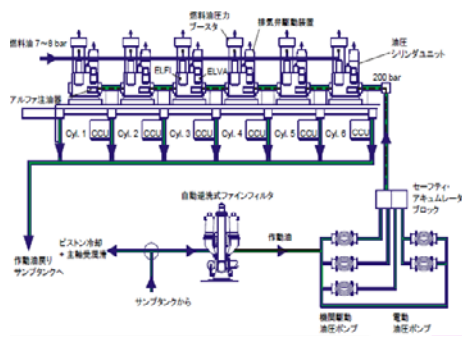 燃料油圧力
ブースタ
排気弁駆動装置
燃料油 7～8 bar
油圧
シリンダユニット
ELFI
ELVA
200 bar
アルファ注油器
Cyl. 1
CCU
Cyl. 2
CCU
Cyl. 3
CCU
Cyl. 4
CCU
Cyl. 5
CCU
Cyl. 6
CCU
自動逆洗式ファインフィルタ
セーフティ・
アキュムレータ
ブロック
ピストン冷却
+ 主軸受潤滑
作動油
作動油戻り
サンプタンクへ
サンプタンクから
機関駆動
油圧ポンプ
電動
油圧ポンプ